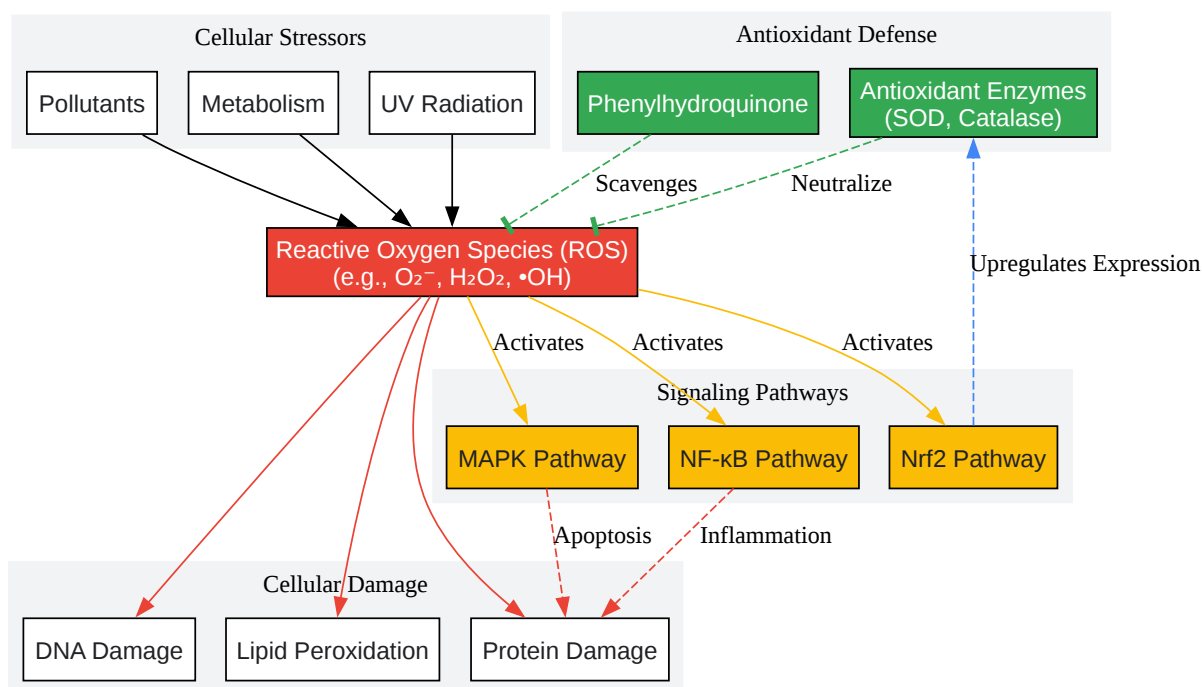 Cellular Stressors
Antioxidant Defense
Pollutants
Metabolism
UV Radiation
Phenylhydroquinone
Antioxidant Enzymes
(SOD, Catalase)
Scavenges
Neutralize
Reactive Oxygen Species (ROS)
(e.g., O₂⁻, H₂O₂, •OH)
Upregulates Expression
Activates
Activates
Activates
Signaling Pathways
MAPK Pathway
NF-κB Pathway
Nrf2 Pathway
Apoptosis
Inflammation
Cellular Damage
DNA Damage
Lipid Peroxidation
Protein Damage